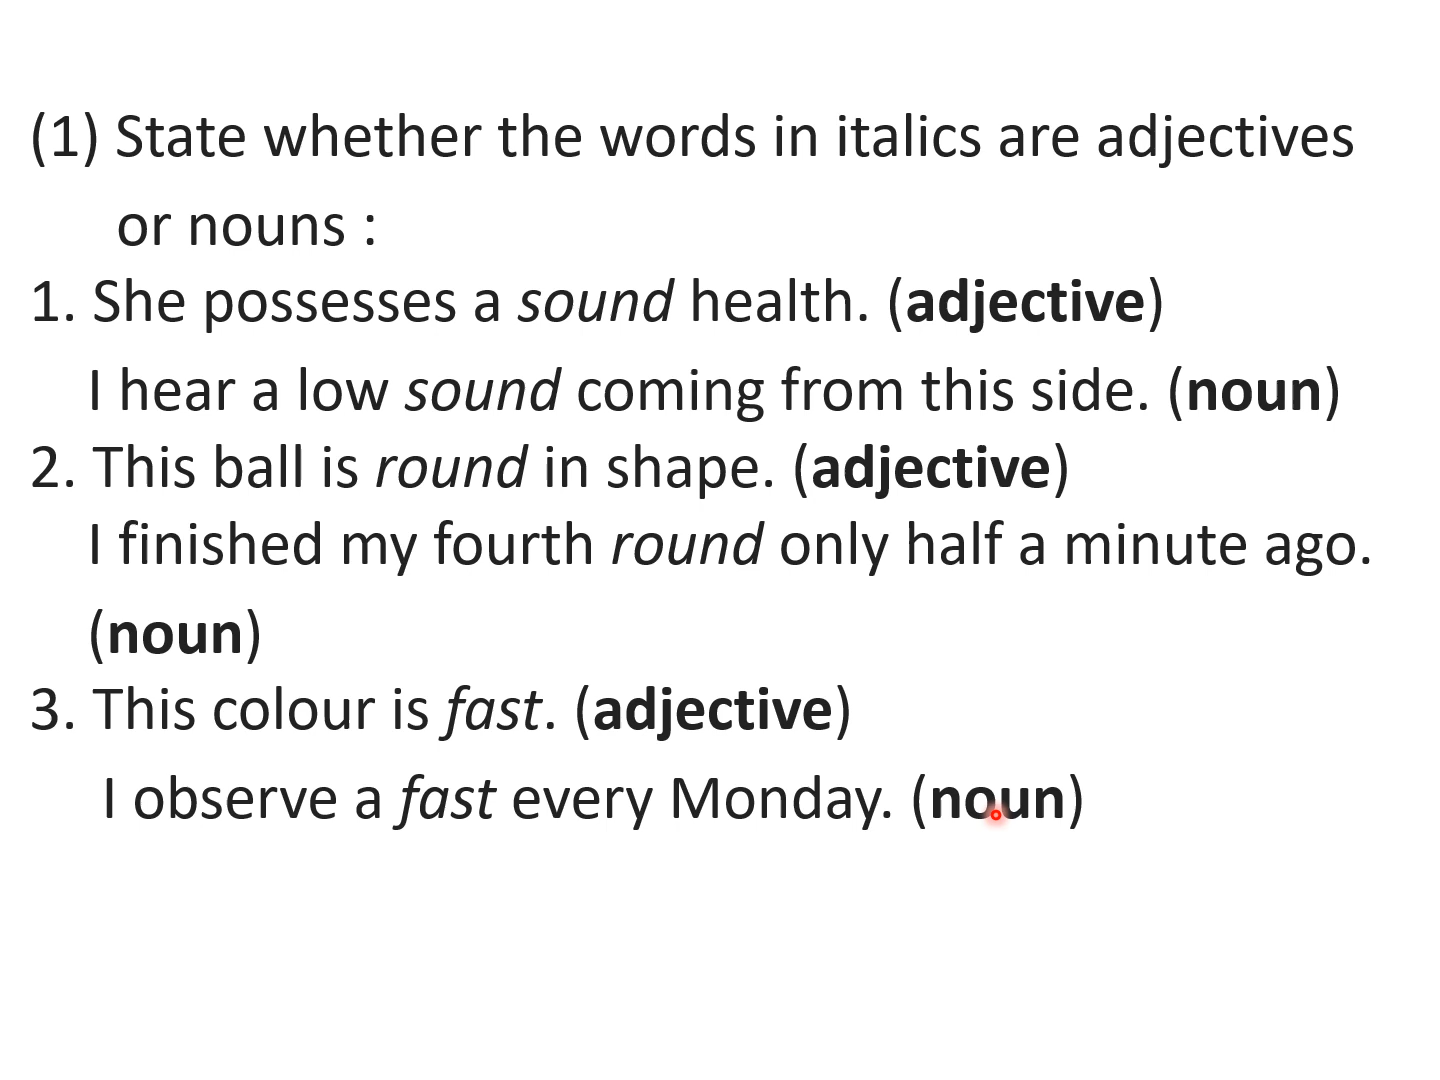 (1) State whether the words in italics are adjectives
or nouns :
1. She possesses a sound health. (adjective)
I hear a low sound coming from this side. (noun)
2. This ball is round in shape. (adjective)
I finished my fourth round only half a minute ago.
(noun)
3. This colour is fast. (adjective)
I observe a fast every Monday. (noun)